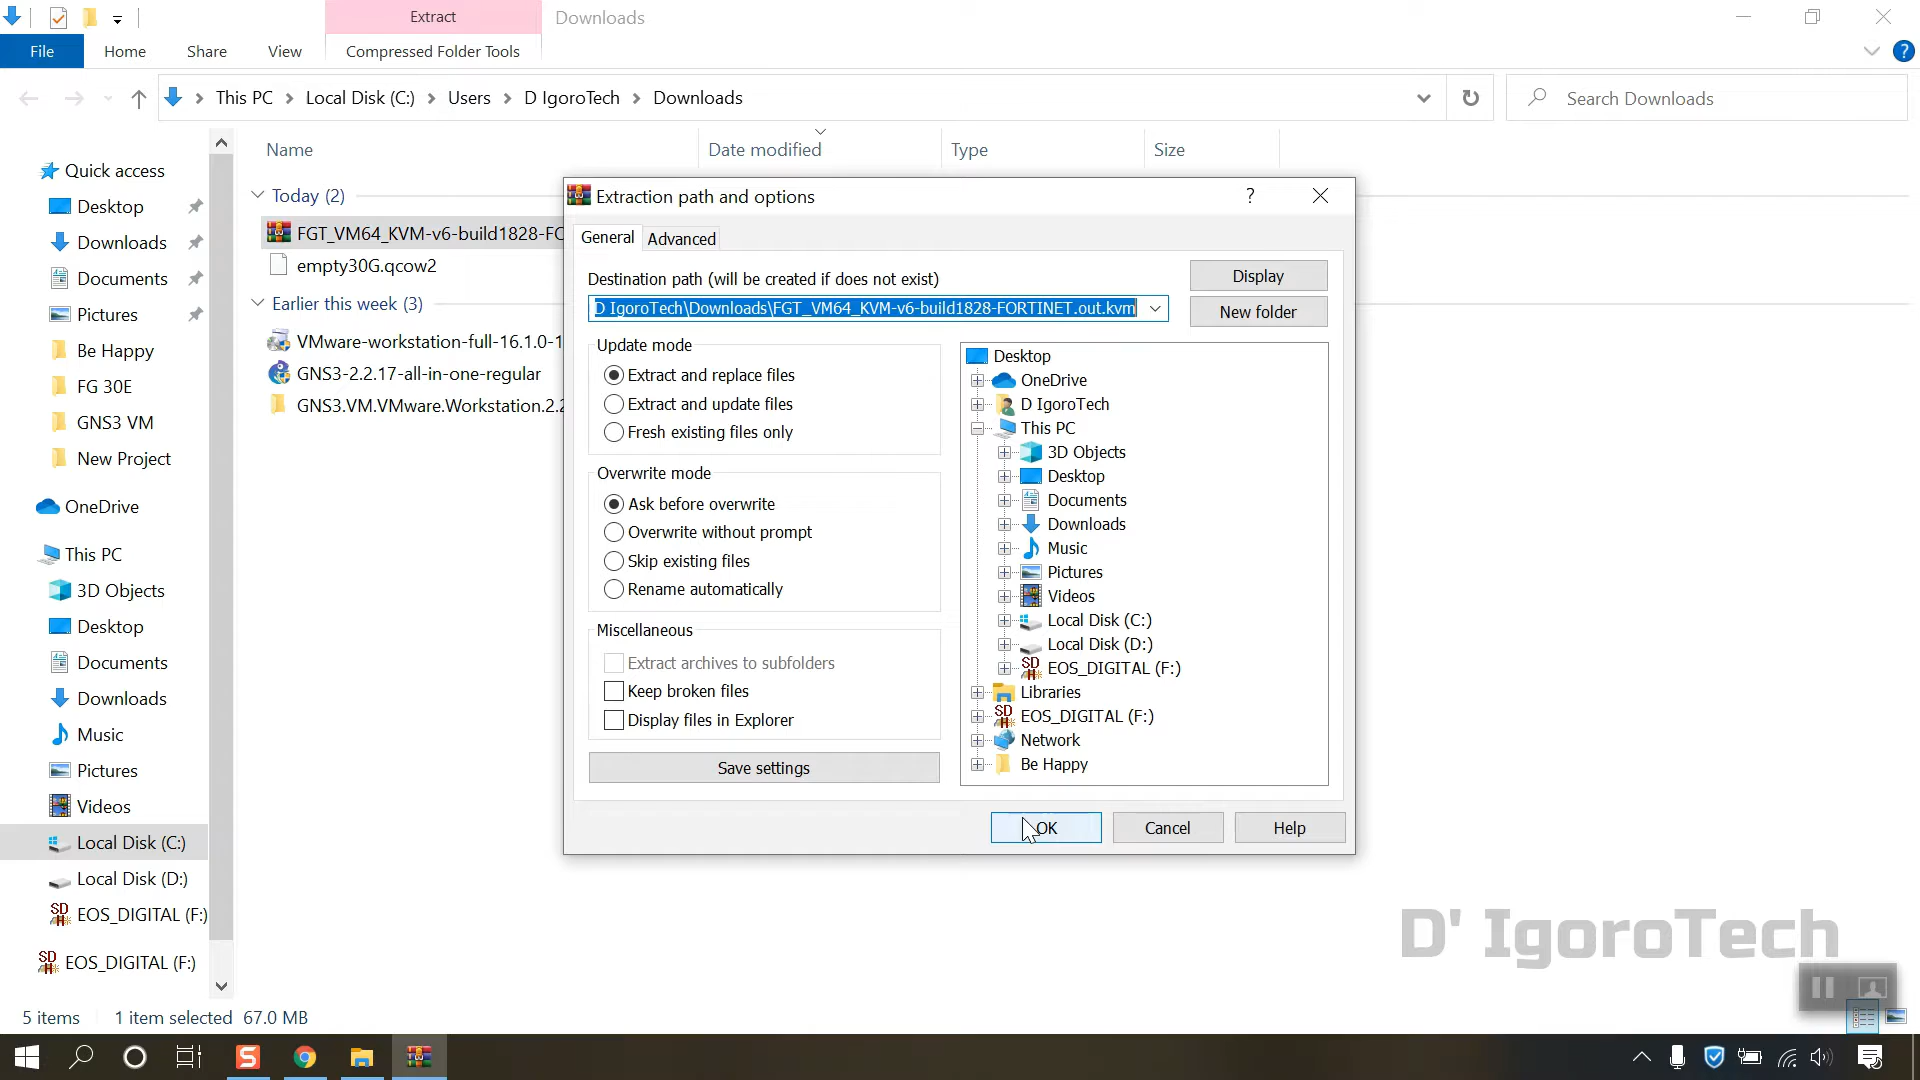 Extract
Downloads
File
Home
Share
View
Compressed Folder Tools
?
This PC
Local Disk (C:)
Users
D IgoroTech
Downloads
Search Downloads
Name
Date modified
Type
Size
Quick access
Desktop
Downloads
Documents
Pictures
Be Happy
FG 30E
GNS3 VM
New Project
OneDrive
This PC
3D Objects
Desktop
Documents
Downloads
Music
Pictures
Videos
Local Disk (C:)
Local Disk (D:)
EOS_DIGITAL (F:)
EOS_DIGITAL (F:)
Today (2)
FGT_VM64_KVM-v6-build1828-FO
empty30G.qcow2
Earlier this week (3)
VMware-workstation-full-16.1.0-1
GNS3-2.2.17-all-in-one-regular
GNS3.VM.VMware.Workstation.2.2
Extraction path and options
?
General
Advanced
Destination path (will be created if does not exist)
D IgoroTech\Downloads\FGT_VM64_KVM-v6-build1828-FORTINET.out.kvm
Display
New folder
Update mode
Extract and replace files
Extract and update files
Fresh existing files only
Overwrite mode
Ask before overwrite
Overwrite without prompt
Skip existing files
Rename automatically
Miscellaneous
Extract archives to subfolders
Keep broken files
Display files in Explorer
Save settings
Desktop
OneDrive
D IgoroTech
This PC
3D Objects
Desktop
Documents
Downloads
Music
Pictures
Videos
Local Disk (C:)
Local Disk (D:)
EOS_DIGITAL (F:)
Libraries
EOS_DIGITAL (F:)
Network
Be Happy
OK
Cancel
Help
D' IgoroTech
5 items
1 item selected 67.0 MB